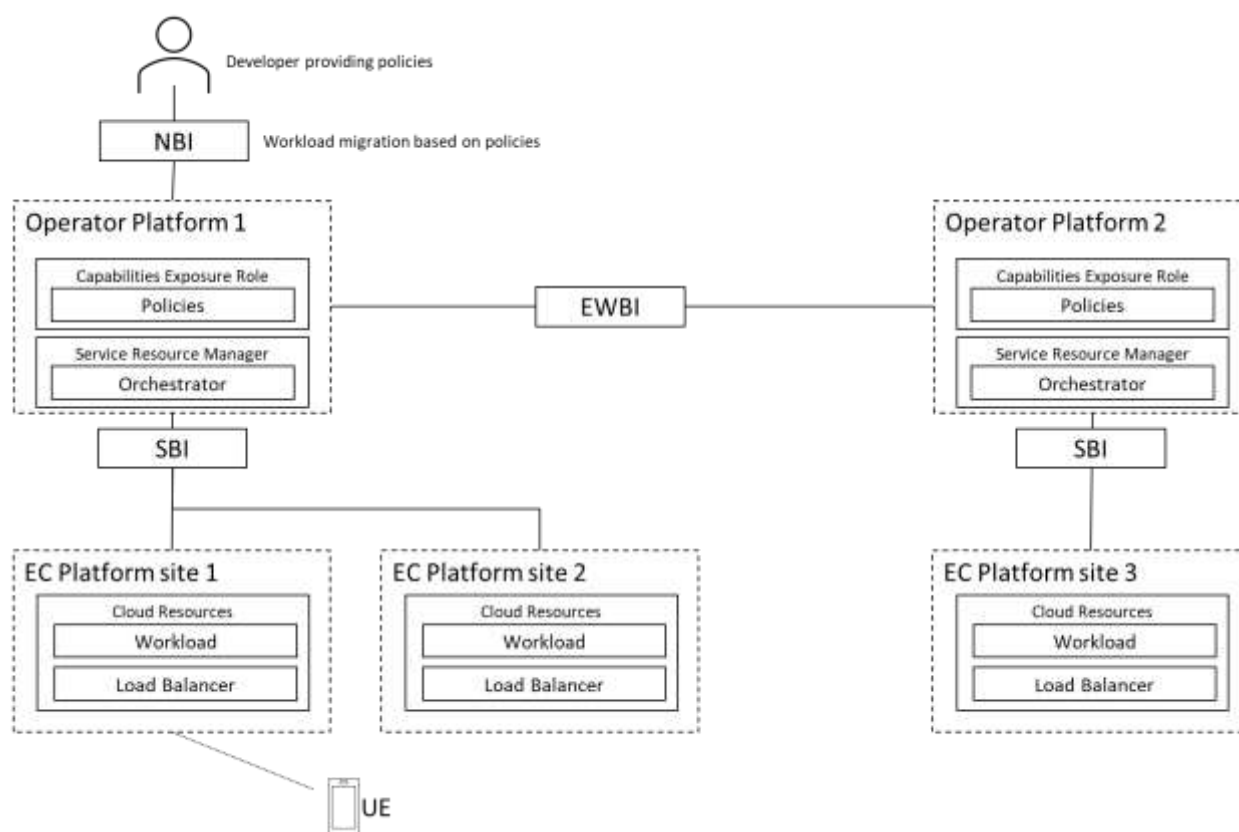 Developer providing policies
NBI
Workload migration based on policies
Operator Platform 1
Capabilities Exposure Role
Policies
Service Resource Manager
Orchestrator
EWBI
Operator Platform 2
Capabilities Exposure Role
Policies
Service Resource Manager
Orchestrator
SBI
SBI
EC Platform site 1
Cloud Resources
Workload
Load Balancer
EC Platform site 2
Cloud Resources
Workload
Load Balancer
EC Platform site 3
Cloud Resources
Workload
Load Balancer
UE